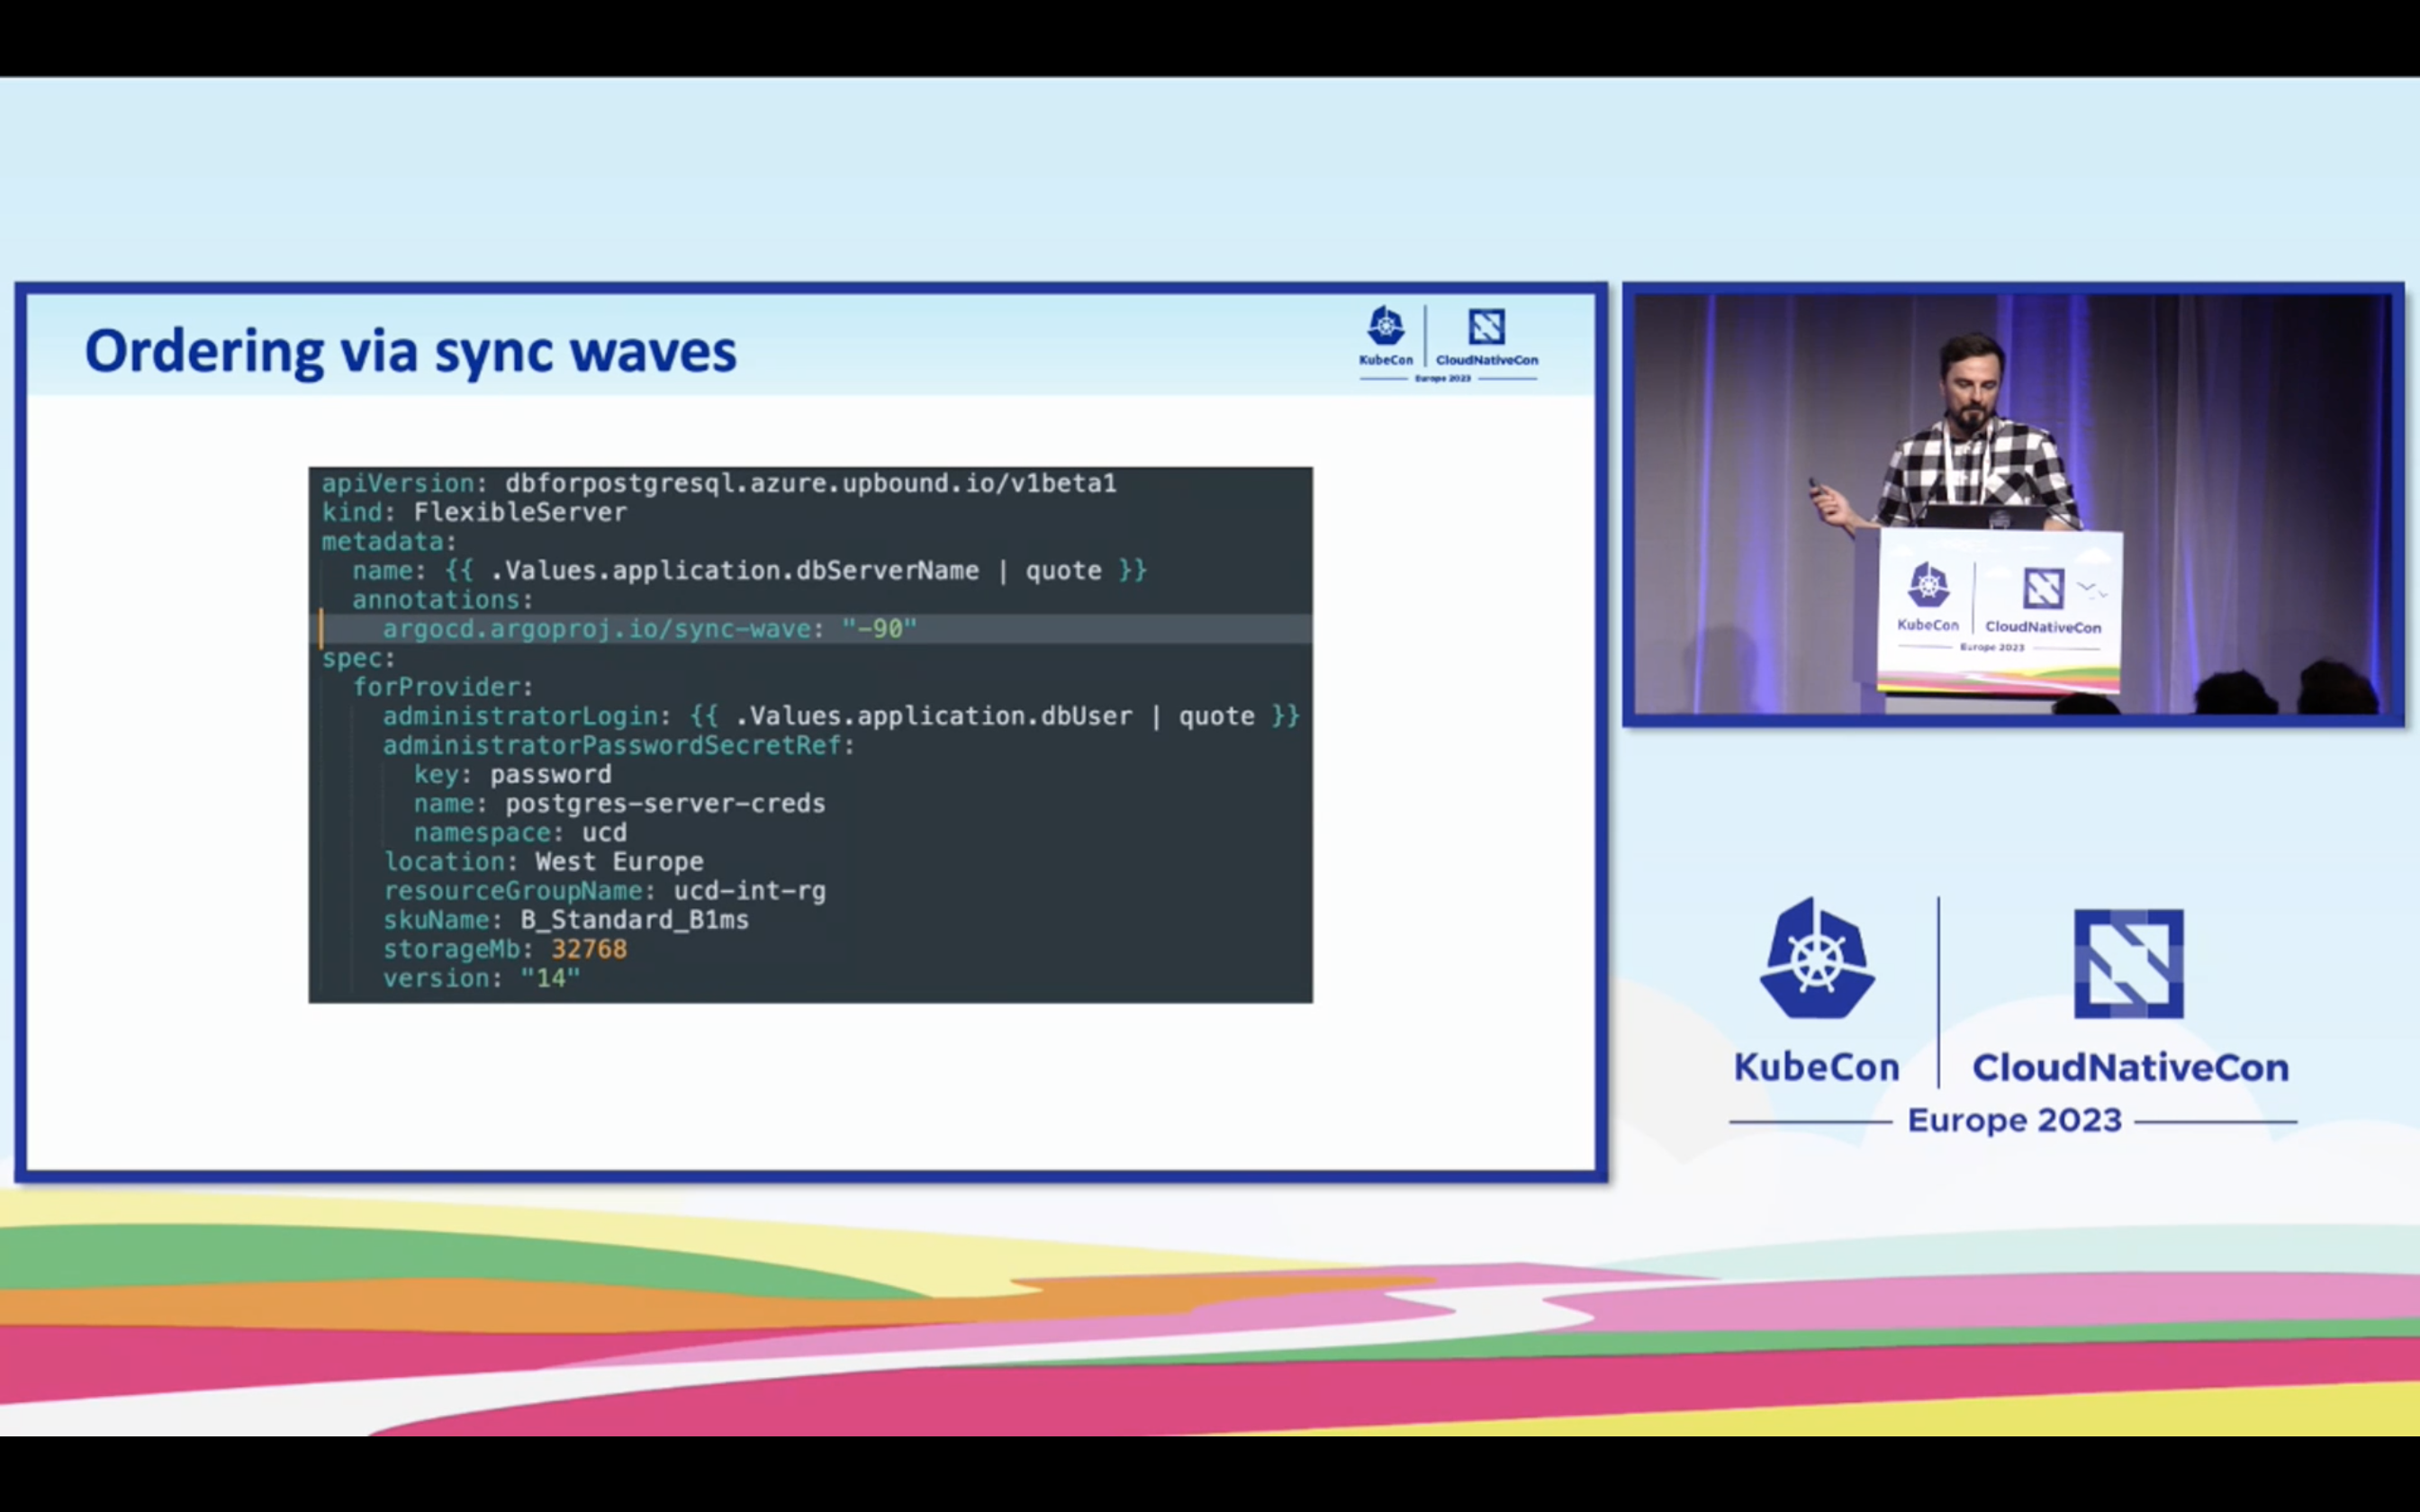 Ordering via sync waves
KubeCon
CloudNativeCon
Europe 2023
apiVersion: dbforpostgresql.azure.upbound.io/v1beta1
kind: FlexibleServer
metadata:
  name: {{ .Values.application.dbServerName | quote }}
  annotations:
    argocd.argoproj.io/sync-wave: "-90"
spec:
  forProvider:
    administratorLogin: {{ .Values.application.dbUser | quote }}
    administratorPasswordSecretRef:
      key: password
      name: postgres-server-creds
      namespace: ucd
    location: West Europe
    resourceGroupName: ucd-int-rg
    skuName: B_Standard_B1ms
    storageMb: 32768
    version: "14"
KubeCon
CloudNativeCon
Europe 2023
KubeCon
CloudNativeCon
Europe 2023